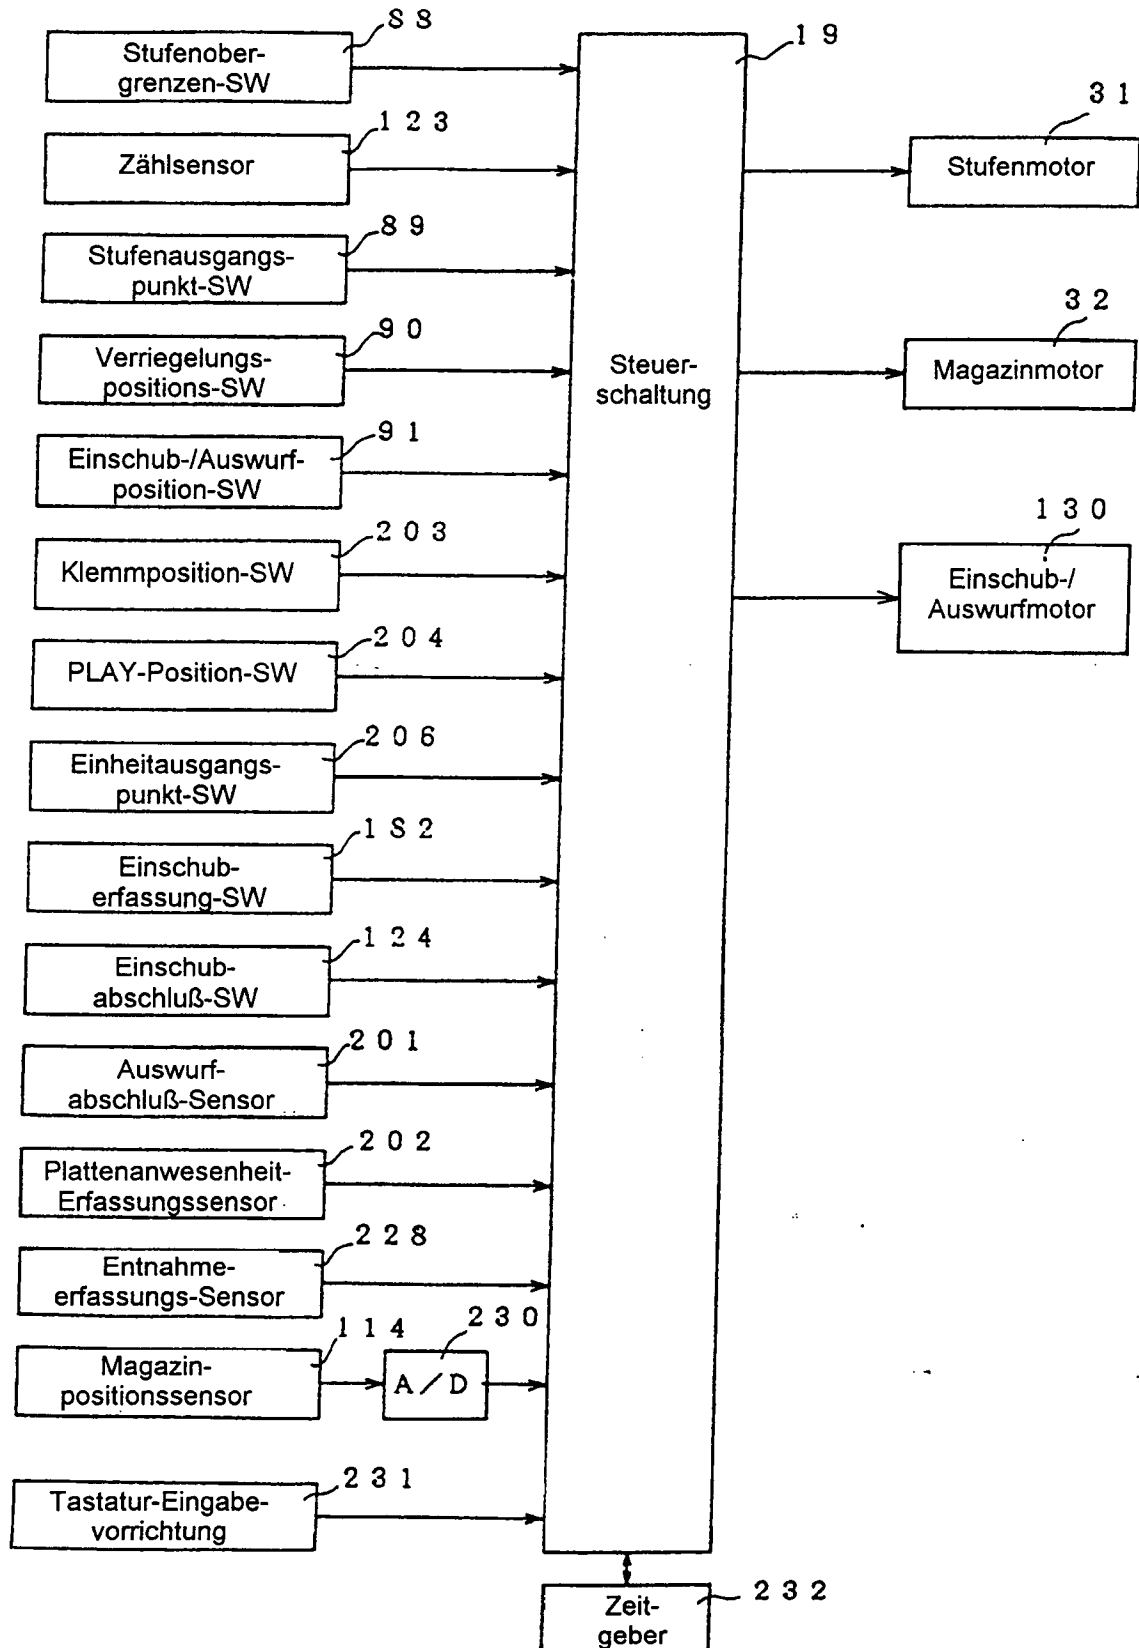 88
Stufenober-
grenzen-SW
123
Zählsensor
89
Stufenausgangs-
punkt-SW
90
Verriegelungs-
positions-SW
91
Einschub-/Auswurf-
position-SW
203
Klemmposition-SW
204
PLAY-Position-SW
206
Einheitausgangs-
punkt-SW
182
Einschub-
erfassung-SW
124
Einschub-
abschluß-SW
201
Auswurf-
abschluß-Sensor
202
Plattenanwesenheit-
Erfassungssensor
228
Entnahme-
erfassungs-Sensor
114
Magazin-
positionssensor
230
A/D
231
Tastatur-Eingabe-
vorrichtung
19
Steuer-
schaltung
31
Stufenmotor
32
Magazinmotor
130
Einschub-/
Auswurfmotor
232
Zeit-
geber